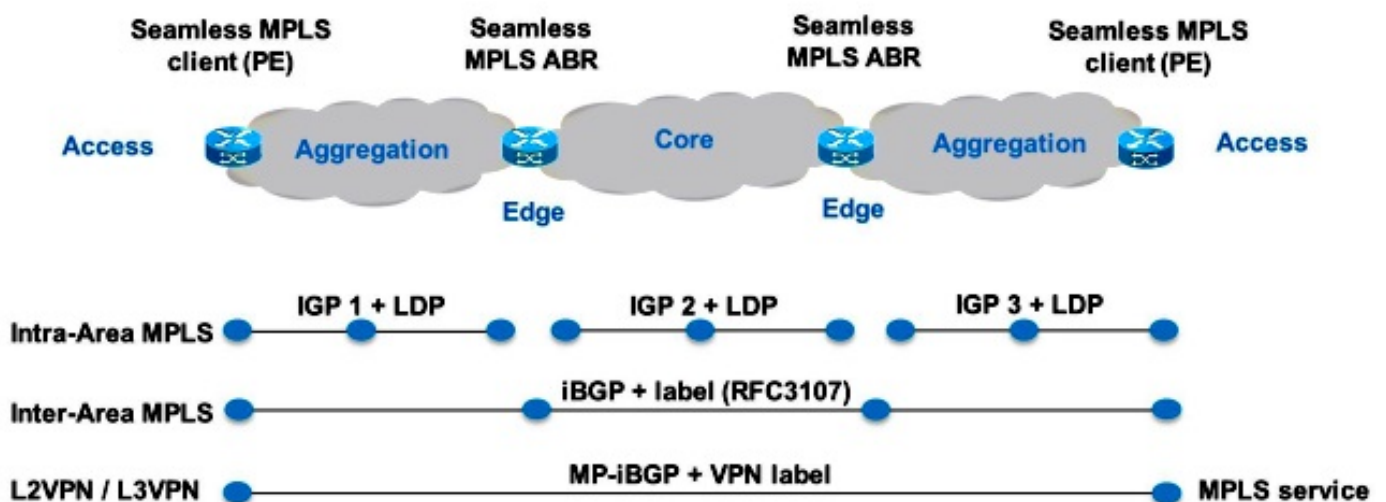 Seamless MPLS
client (PE)
Seamless
MPLS ABR
Seamless
MPLS ABR
Seamless MPLS
client (PE)
Access
Aggregation
Core
Aggregation
Access
Edge
Edge
Intra-Area MPLS
IGP 1 + LDP
IGP 2 + LDP
IGP 3 + LDP
Inter-Area MPLS
iBGP + label (RFC3107)
L2VPN / L3VPN
MP-iBGP + VPN label
MPLS service